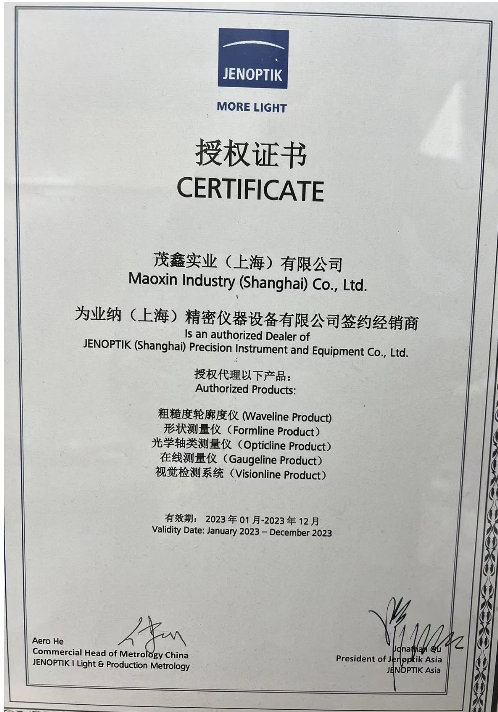 JENOPTIK
MORE LIGHT
授权证书
CERTIFICATE
茂鑫实业（上海）有限公司
Maoxin Industry (Shanghai) Co., Ltd.
为业纳（上海）精密仪器设备有限公司签约经销商
Is an authorized Dealer of
JENOPTIK (Shanghai) Precision Instrument and Equipment Co., Ltd.
授权代理以下产品：
Authorized Products:
粗糙度轮廓度仪 (Waveline Product)
形状测量仪（Formline Product）
光学轴类测量仪（Opticline Product）
在线测量仪（Gaugeline Product）
视觉检测系统（Visionline Product）
有效期： 2023 年 01 月-2023 年 12 月
Validity Date: January 2023 – December 2023
Aero He
Commercial Head of Metrology China
JENOPTIK I Light & Production Metrology
Jonathan
President of Jenoptik Asia
JENOPTIK Asia